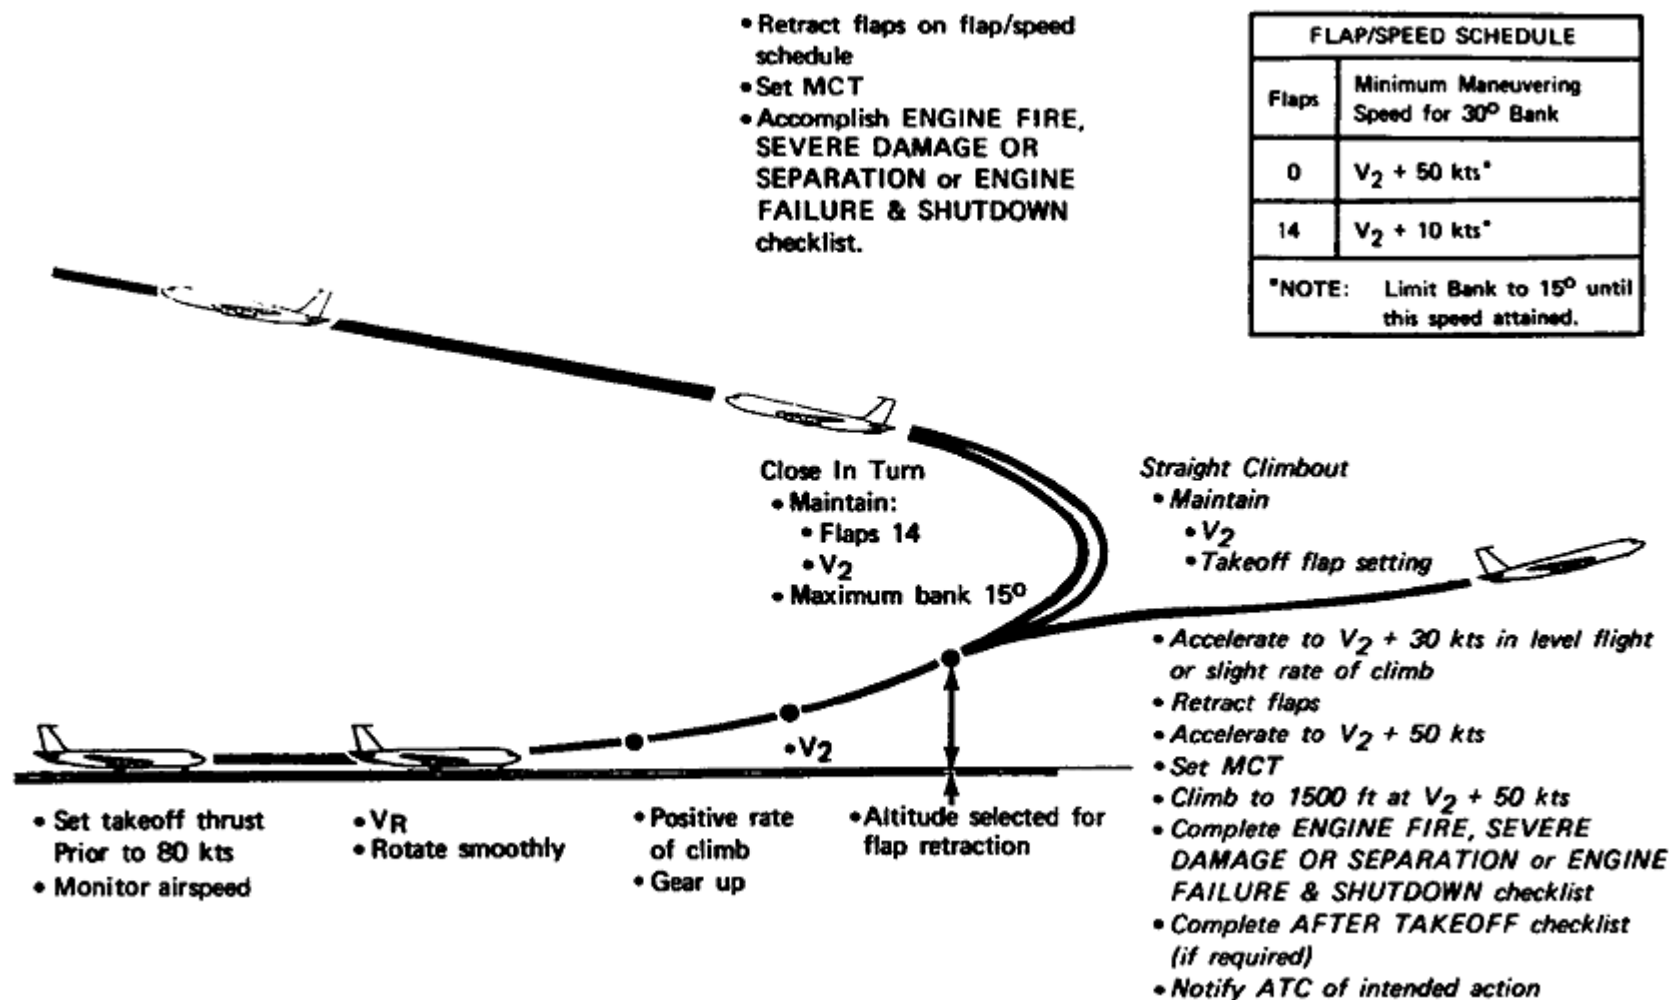 • Retract flaps on flap/speed
schedule
• Set MCT
• Accomplish ENGINE FIRE,
SEVERE DAMAGE OR
SEPARATION or ENGINE
FAILURE & SHUTDOWN
checklist.
FLAP/SPEED SCHEDULE
Flaps
Minimum Maneuvering
Speed for 30° Bank
0
V2 + 50 kts*
14
V2 + 10 kts*
*NOTE: Limit Bank to 15° until
this speed attained.
Close In Turn
• Maintain:
• Flaps 14
• V2
• Maximum bank 15°
Straight Climbout
• Maintain
• V2
• Takeoff flap setting
• Accelerate to V2 + 30 kts in level flight
or slight rate of climb
• Retract flaps
• Accelerate to V2 + 50 kts
• Set MCT
• Climb to 1500 ft at V2 + 50 kts
• Complete ENGINE FIRE, SEVERE
DAMAGE OR SEPARATION or ENGINE
FAILURE & SHUTDOWN checklist
• Complete AFTER TAKEOFF checklist
(if required)
• Notify ATC of intended action
• V2
• Set takeoff thrust
Prior to 80 kts
• Monitor airspeed
• VR
• Rotate smoothly
• Positive rate
of climb
• Gear up
• Altitude selected for
flap retraction